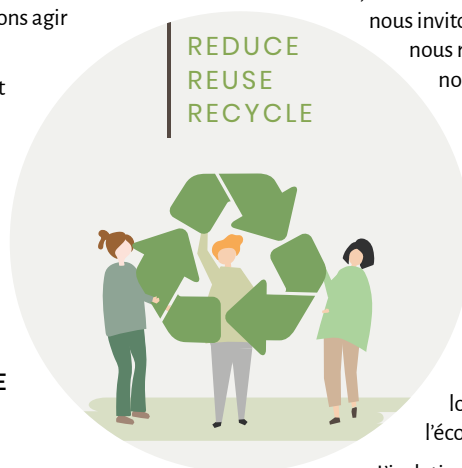 ons agir
t
E
REDUCE
REUSE
RECYCLE
nous invito
nous r
no
lo
l'éco